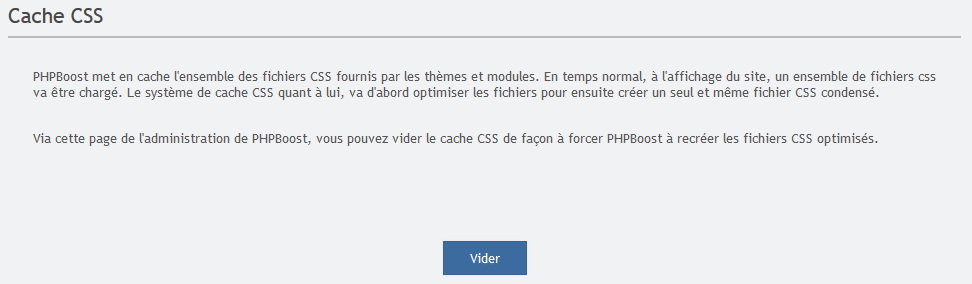 Cache CSS
PHPBoost met en cache l'ensemble des fichiers CSS fournis par les thèmes et modules. En temps normal, à l'affichage du site, un ensemble de fichiers css
va être chargé. Le système de cache CSS quant à lui, va d'abord optimiser les fichiers pour ensuite créer un seul et même fichier CSS condensé.
Via cette page de l'administration de PHPBoost, vous pouvez vider le cache CSS de façon à forcer PHPBoost à recréer les fichiers CSS optimisés.
Vider